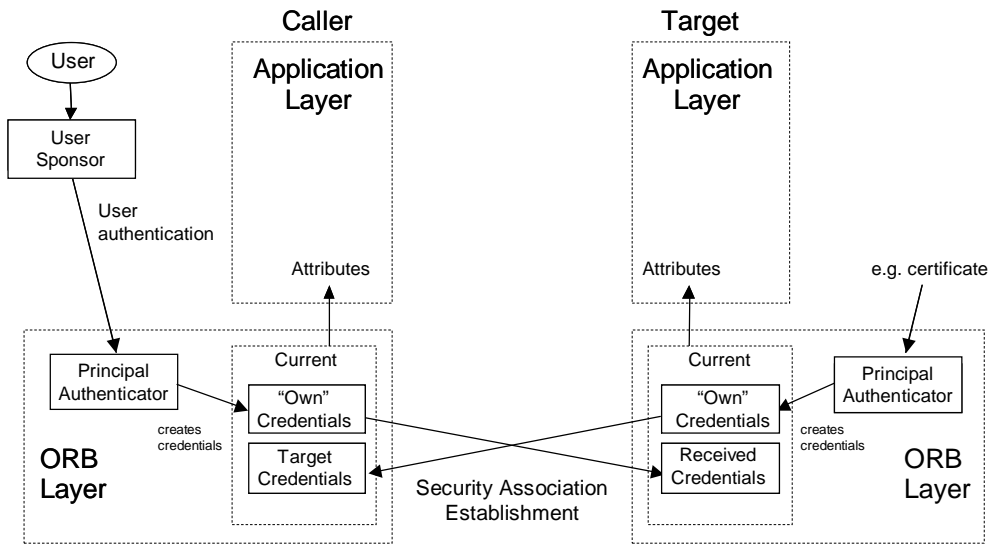 Caller
Target
User
Application
Layer
Application
Layer
User
Sponsor
User
authentication
Attributes
Attributes
e.g. certificate
Principal
Authenticator
Current
Current
Principal
Authenticator
“Own”
Credentials
“Own”
Credentials
creates
credentials
creates
credentials
ORB
Layer
Target
Credentials
Received
Credentials
ORB
Layer
Security Association
Establishment